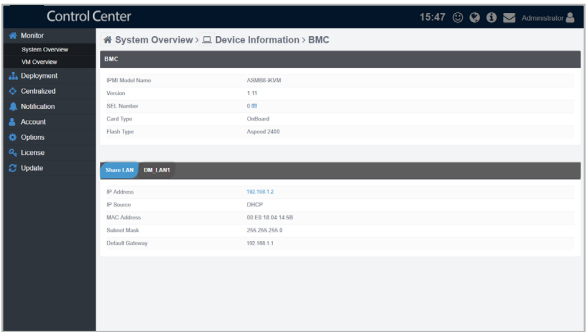 Control Center
15:47 Administrator
Monitor
System Overview
VM Overview
Deployment
Centralized
Notification
Account
Options
License
Update
System Overview > Device Information > BMC
BMC
IPMI Model Name ASMB8-iKVM
Version 1.11
SEL Number 0
Card Type OnBoard
Flash Type Aspeed 2400
Share LAN DM_LAN1
IP Address 192.168.1.2
IP Source DHCP
MAC Address 00 E0 18 04 14 5B
Subnet Mask 255.255.255.0
Default Gateway 192.168.1.1